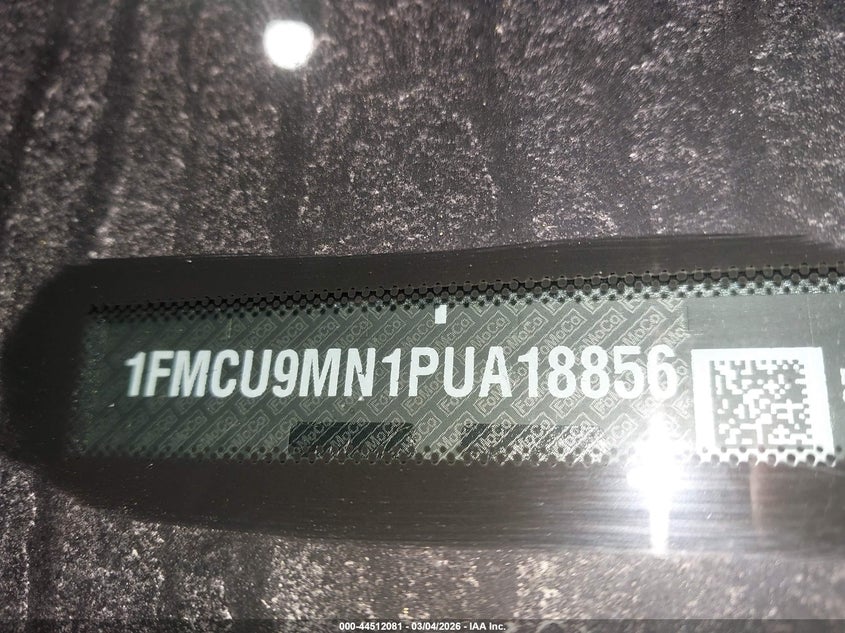 1FMCU9MN1PUA18856
000-44512081 - 03/04/2026 - IAA Inc.